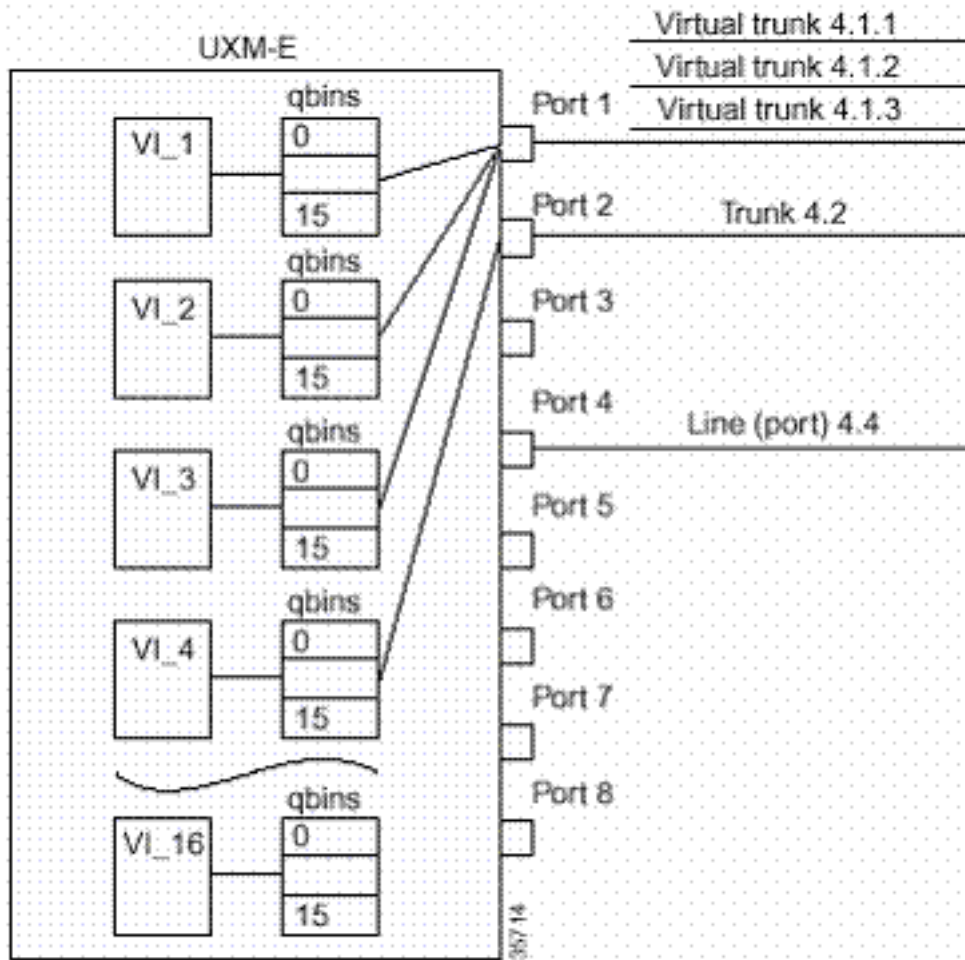 UXM-E
Virtual trunk 4.1.1
Virtual trunk 4.1.2
Virtual trunk 4.1.3
qbins
Port 1
VI_1
0
15
Port 2
Trunk 4.2
qbins
VI_2
0
15
Port 3
Port 4
Line (port) 4.4
qbins
VI_3
0
15
Port 5
qbins
Port 6
VI_4
0
15
Port 7
qbins
Port 8
VI_16
0
15
35714